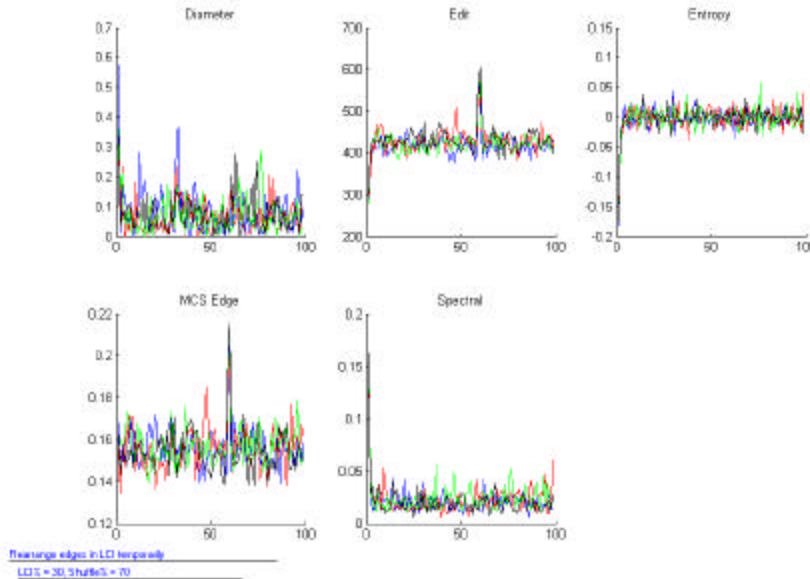 Diameter
Edit
Entropy
0.7
0.6
0.5
0.4
0.3
0.2
0.1
0
0 50 100
700
600
500
400
300
200
0 50 100
0.15
0.1
0.05
0
-0.05
-0.1
-0.15
-0.2
0 50 100
MCS Edge
Spectral
0.22
0.2
0.18
0.16
0.14
0.12
0 50 100
0.2
0.15
0.1
0.05
0
0 50 100
Rearrange edges in LCI temporarily
LCI% = 30, Shuffle% = 70